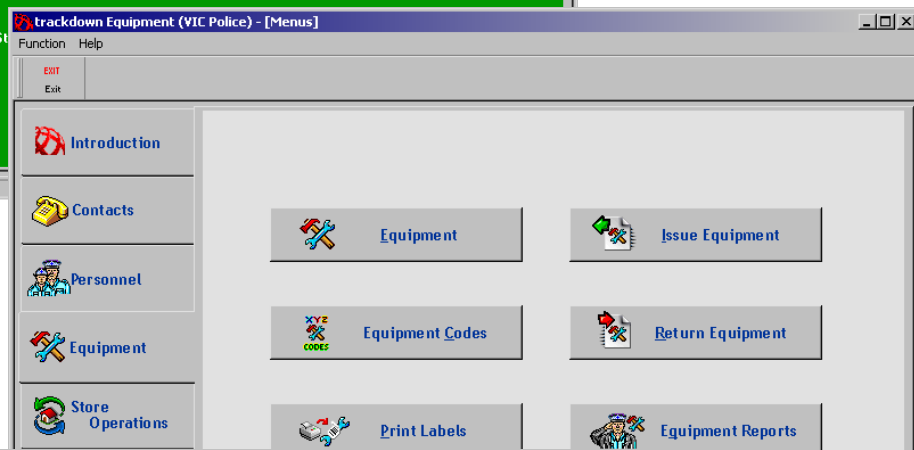 trackdown Equipment (VIC Police) - [Menus]
St
Function Help
EXIT
Exit
Introduction
Contacts
Personnel
Equipment
Store
Operations
Equipment
Issue Equipment
XYZ
CODES
Equipment Codes
Return Equipment
Print Labels
Equipment Reports